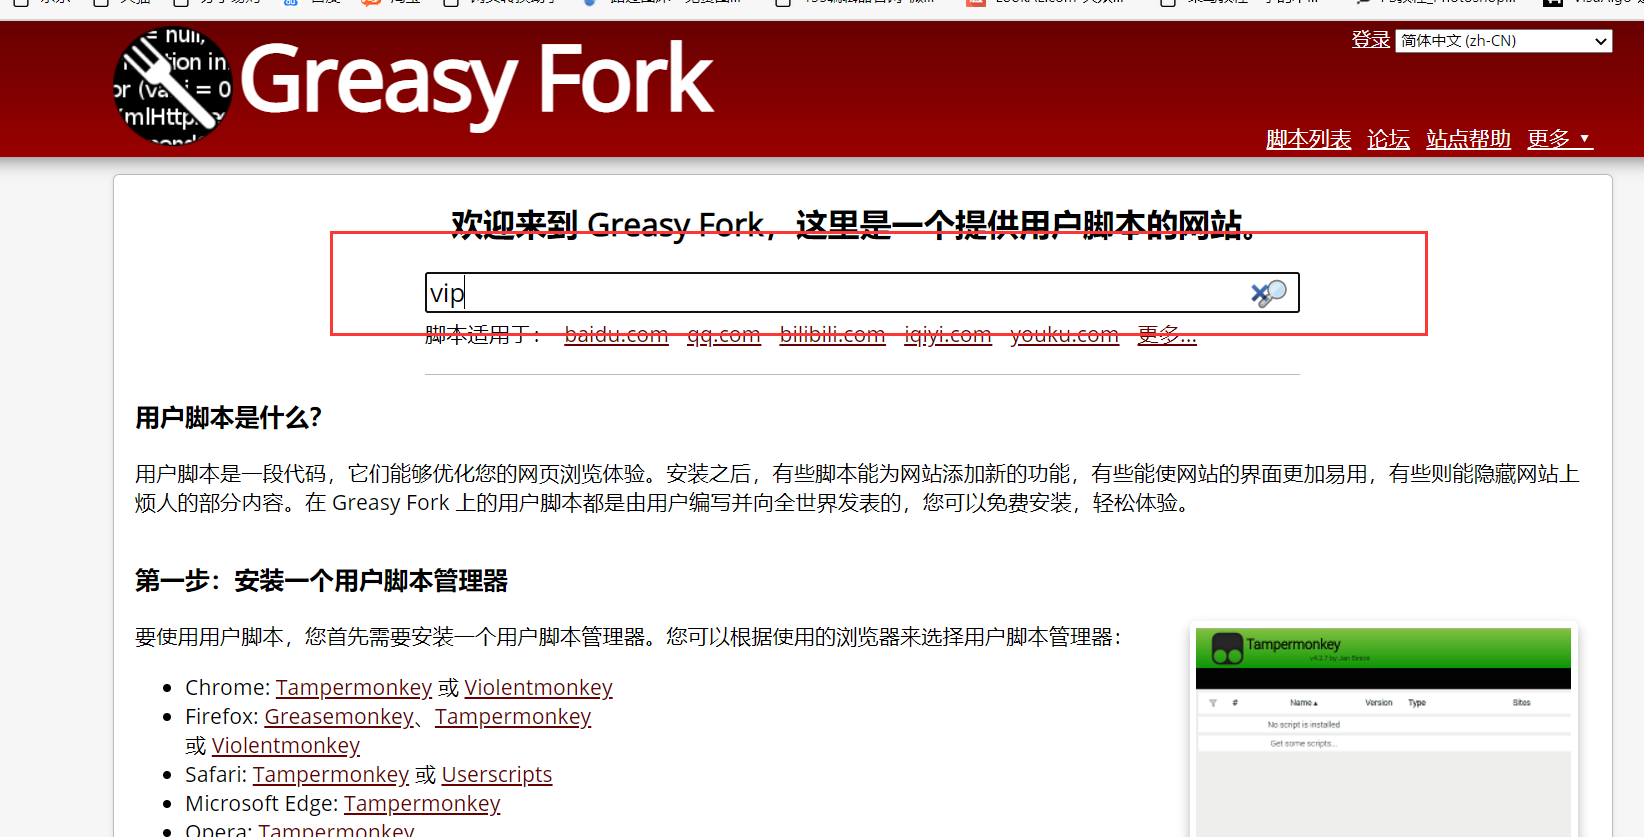 登录 简体中文 (zh-CN)
= null,
tion in
or (va i = 0
mlHttp
Greasy Fork
脚本列表 论坛 站点帮助 更多 ▼
欢迎来到 Greasy Fork，这里是一个提供用户脚本的网站。
vip
脚本适用于： baidu.com qq.com bilibili.com iqiyi.com youku.com 更多...
用户脚本是什么？
用户脚本是一段代码，它们能够优化您的网页浏览体验。安装之后，有些脚本能为网站添加新的功能，有些能使网站的界面更加易用，有些则能隐藏网站上
烦人的部分内容。在 Greasy Fork 上的用户脚本都是由用户编写并向全世界发表的，您可以免费安装，轻松体验。
第一步：安装一个用户脚本管理器
要使用用户脚本，您首先需要安装一个用户脚本管理器。您可以根据使用的浏览器来选择用户脚本管理器：
Chrome: Tampermonkey 或 Violentmonkey
Firefox: Greasemonkey、Tampermonkey
或 Violentmonkey
Safari: Tampermonkey 或 Userscripts
Microsoft Edge: Tampermonkey
Opera: Tampermonkey
Tampermonkey
# Name▲ Version Type Sites
No script is installed
Get some scripts...